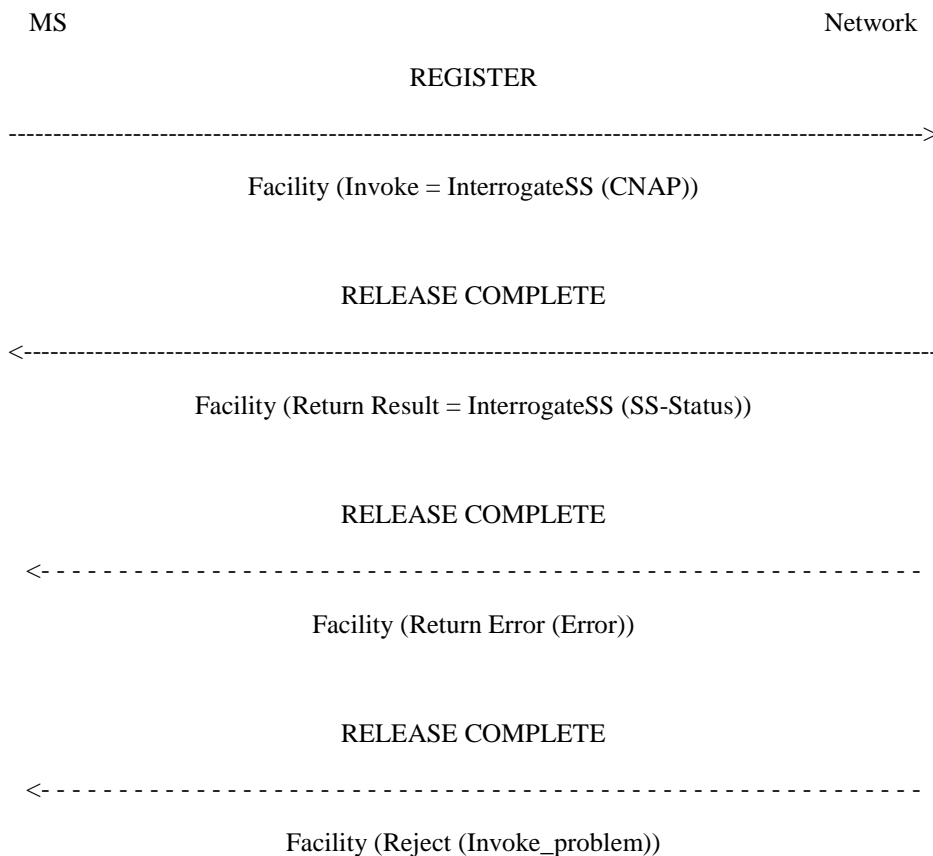 MS Network
REGISTER
------------------------------------------------------------------------------------------------------->
Facility (Invoke = InterrogateSS (CNAP))
RELEASE COMPLETE
<-------------------------------------------------------------------------------------------------------
Facility (Return Result = InterrogateSS (SS-Status))
RELEASE COMPLETE
<- - - - - - - - - - - - - - - - - - - - - - - - - - - - - - - - - - - - - - - - - - - - - - - - - - - - - - - - -
Facility (Return Error (Error))
RELEASE COMPLETE
<- - - - - - - - - - - - - - - - - - - - - - - - - - - - - - - - - - - - - - - - - - - - - - - - - - - - - - - - -
Facility (Reject (Invoke_problem))